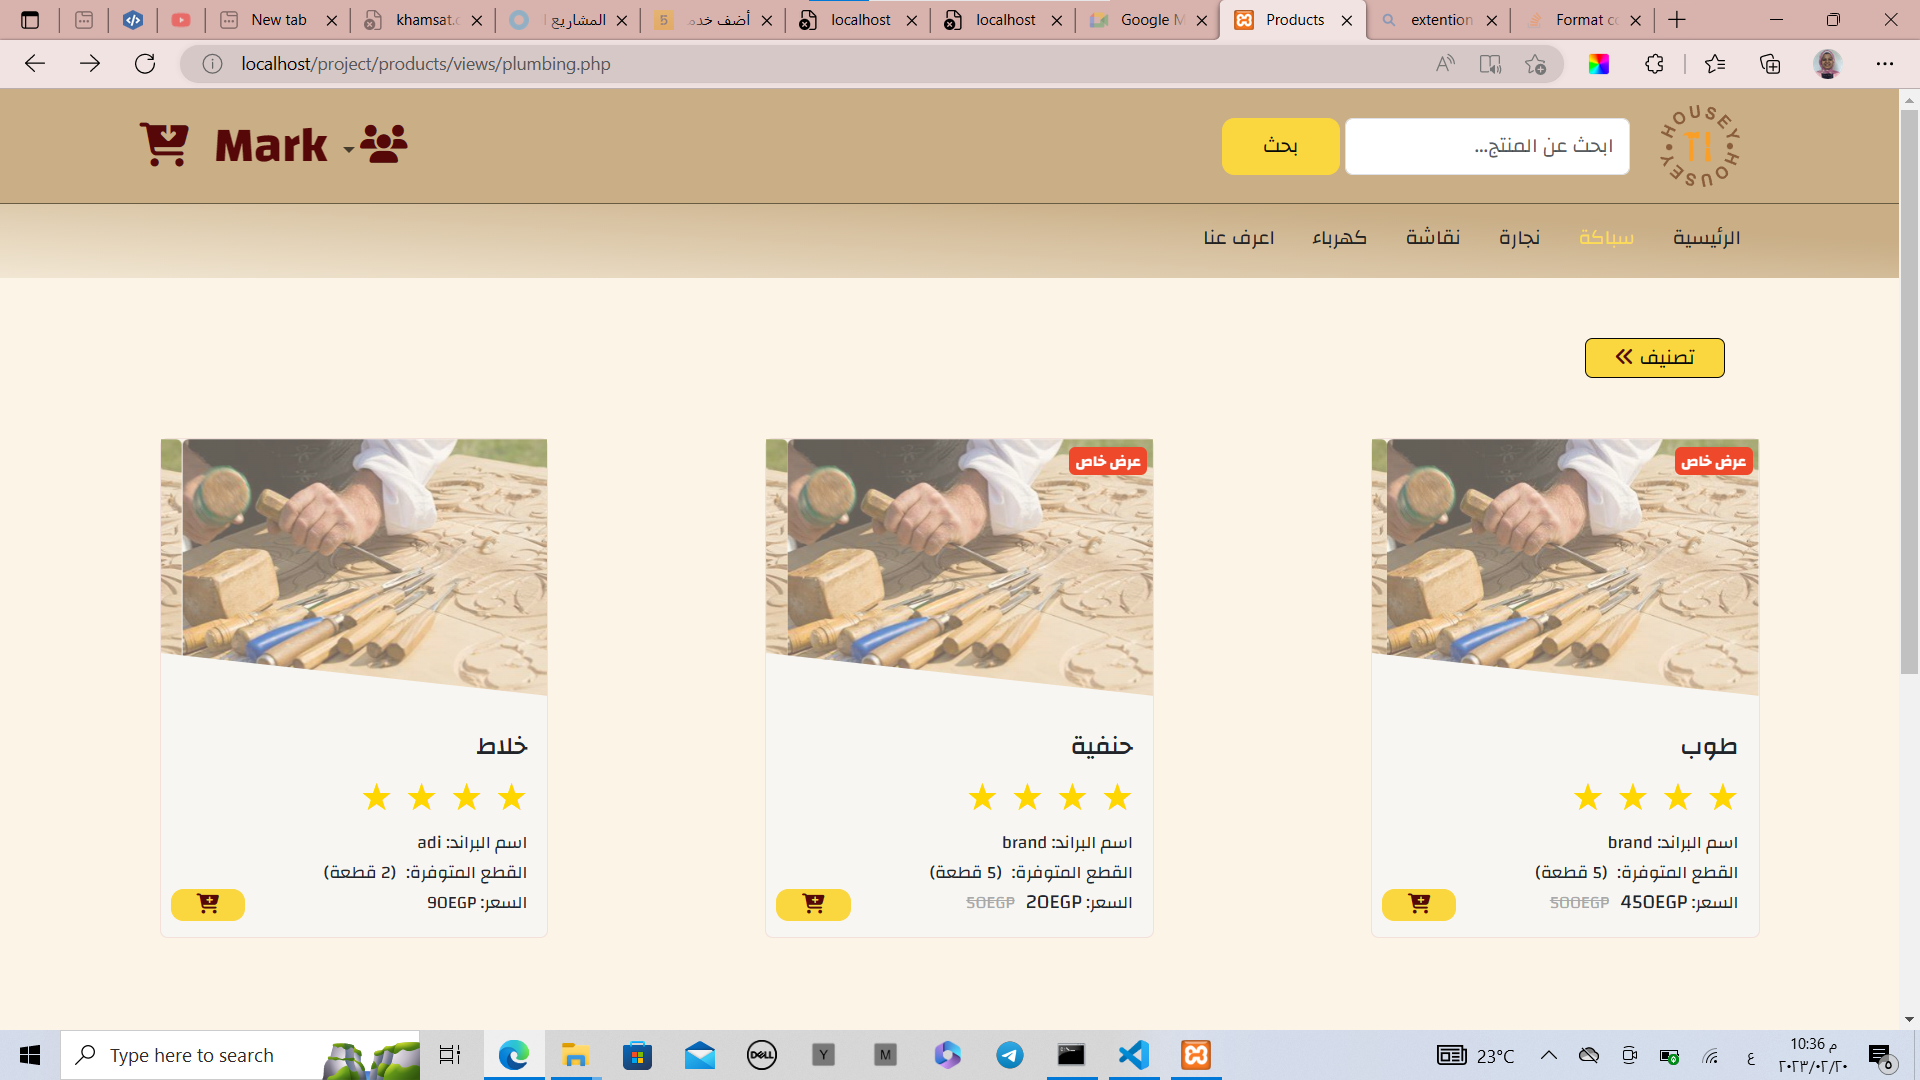 New tab
khamsat.c
المشاريع ا
أضف خدم
localhost
localhost
Google M
Products
extention
Format co
localhost/project/products/views/plumbing.php
HOUSEY TI HOUSEY
ابحث عن المنتج...
بحث
Mark
الرئيسية
سباكة
نجارة
نقاشة
كهرباء
اعرف عنا
تصنيف
عرض خاص
طوب
اسم البراند: brand
القطع المتوفرة: (5 قطعة)
السعر: 450EGP 500EGP
عرض خاص
حنفية
اسم البراند: brand
القطع المتوفرة: (5 قطعة)
السعر: 20EGP 50EGP
خلاط
اسم البراند: adi
القطع المتوفرة: (2 قطعة)
السعر: 90EGP
Type here to search
DELL
Y
M
23°C
ع
10:36 م
٢٠٢٣/٠٢/٢٠
٥